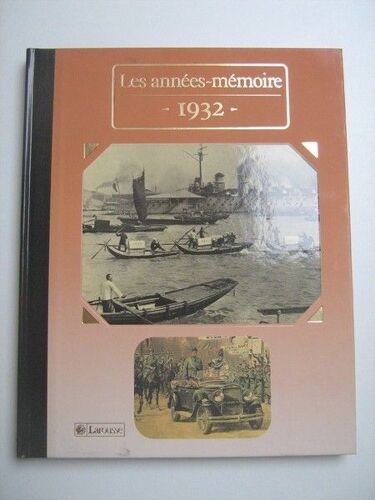 Les années-mémoire
- 1932 -
Larousse